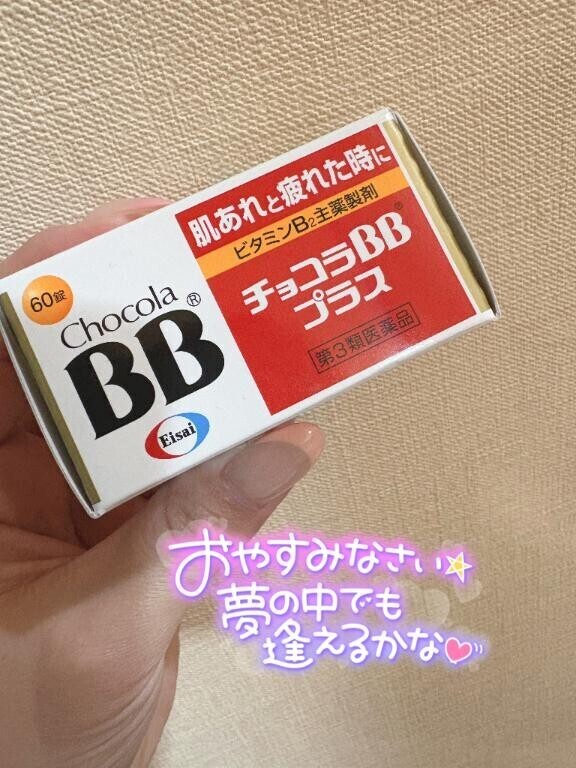 肌あれと疲れた時に
ビタミンB2主薬製剤
チョコラBB®
プラス
第3類医薬品
60錠
Chocola
BB®
Eisai
おやすみなさい
夢の中でも
逢えるかな